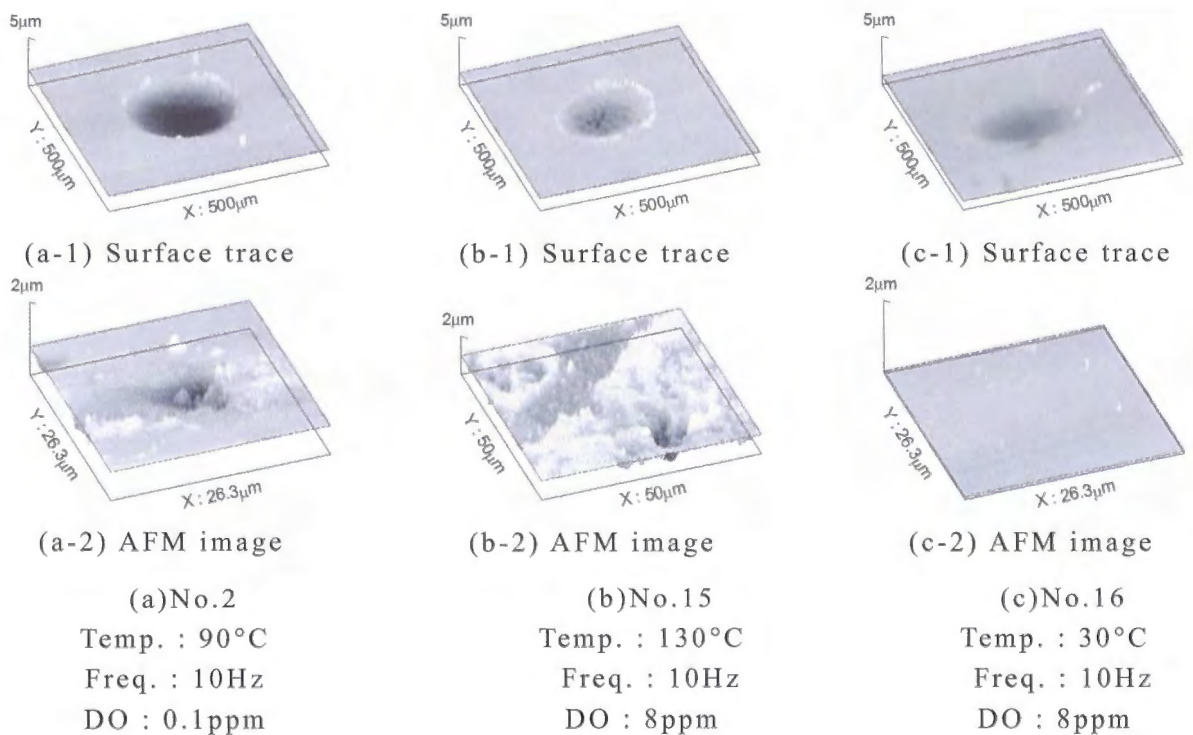 5μm
Y : 500μm
X : 500μm
5μm
Y : 500μm
X : 500μm
5μm
Y : 500μm
X : 500μm
(a-1) Surface trace
(b-1) Surface trace
(c-1) Surface trace
2μm
Y : 26.3μm
X : 26.3μm
2μm
Y : 50μm
X : 50μm
2μm
Y : 26.3μm
X : 26.3μm
(a-2) AFM image
(b-2) AFM image
(c-2) AFM image
(a)No.2
Temp. : 90°C
Freq. : 10Hz
DO : 0.1ppm
(b)No.15
Temp. : 130°C
Freq. : 10Hz
DO : 8ppm
(c)No.16
Temp. : 30°C
Freq. : 10Hz
DO : 8ppm